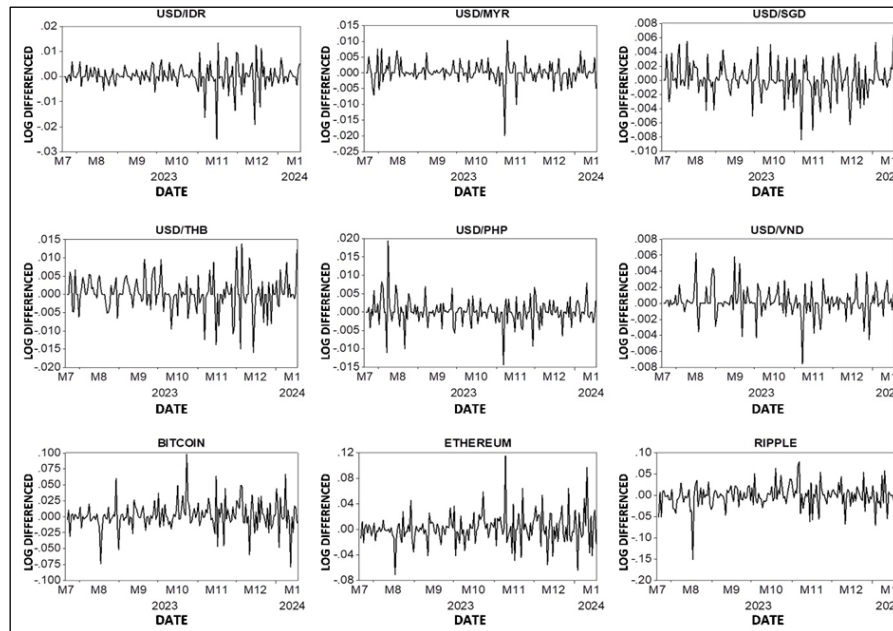 USD/IDR
.02
.01
.00
-.01
-.02
-.03
LOG DIFFERENCED
M7 M8 M9 M10 M11 M12 M1
2023 2024
DATE
USD/MYR
.015
.010
.005
.000
-.005
-.010
-.015
-.020
-.025
LOG DIFFERENCED
M7 M8 M9 M10 M11 M12 M1
2023 2024
DATE
USD/SGD
.008
.006
.004
.002
.000
-.002
-.004
-.006
-.008
-.010
LOG DIFFERENCED
M7 M8 M9 M10 M11 M12
2023
DATE
USD/THB
.015
.010
.005
.000
-.005
-.010
-.015
-.020
LOG DIFFERENCED
M7 M8 M9 M10 M11 M12 M1
2023 2024
DATE
USD/PHP
.020
.015
.010
.005
.000
-.005
-.010
-.015
LOG DIFFERENCED
M7 M8 M9 M10 M11 M12 M1
2023 2024
DATE
USD/VND
.008
.006
.004
.002
.000
-.002
-.004
-.006
-.008
LOG DIFFERENCED
M7 M8 M9 M10 M11 M12
2023
DATE
BITCOIN
.100
.075
.050
.025
.000
-.025
-.050
-.075
-.100
LOG DIFFERENCED
M7 M8 M9 M10 M11 M12 M1
2023 2024
DATE
ETHEREUM
.12
.08
.04
.00
-.04
-.08
LOG DIFFERENCED
M7 M8 M9 M10 M11 M12 M1
2023 2024
DATE
RIPPLE
.10
.05
.00
-.05
-.10
-.15
-.20
LOG DIFFERENCED
M7 M8 M9 M10 M11 M12
2023
DATE